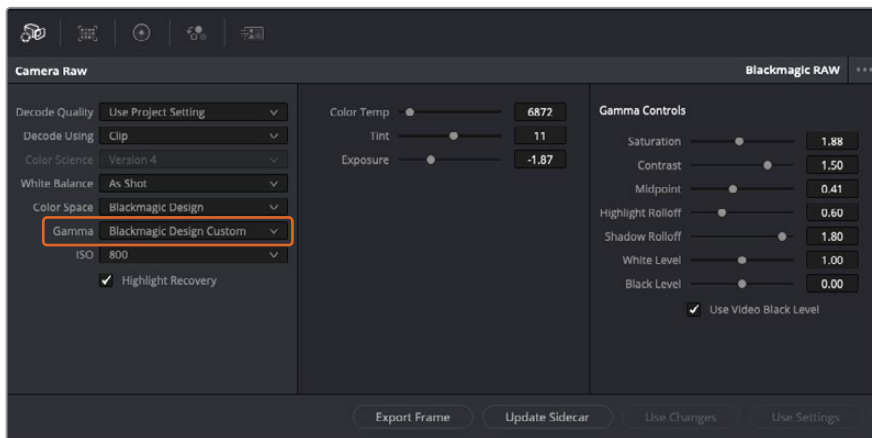 Camera Raw
Blackmagic RAW
Decode Quality Use Project Setting
Decode Using Clip
Color Science Version 4
White Balance As Shot
Color Space Blackmagic Design
Gamma Blackmagic Design Custom
ISO 800
Highlight Recovery
Color Temp 6872
Tint 11
Exposure -1.87
Gamma Controls
Saturation 1.88
Contrast 1.50
Midpoint 0.41
Highlight Rolloff 0.60
Shadow Rolloff 1.80
White Level 1.00
Black Level 0.00
Use Video Black Level
Export Frame
Update Sidecar
Use Changes
Use Settings